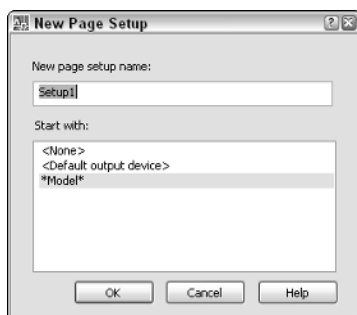 New Page Setup
New page setup name:
Setup1
Start with:
<None>
<Default output device>
*Model*
OK Cancel Help